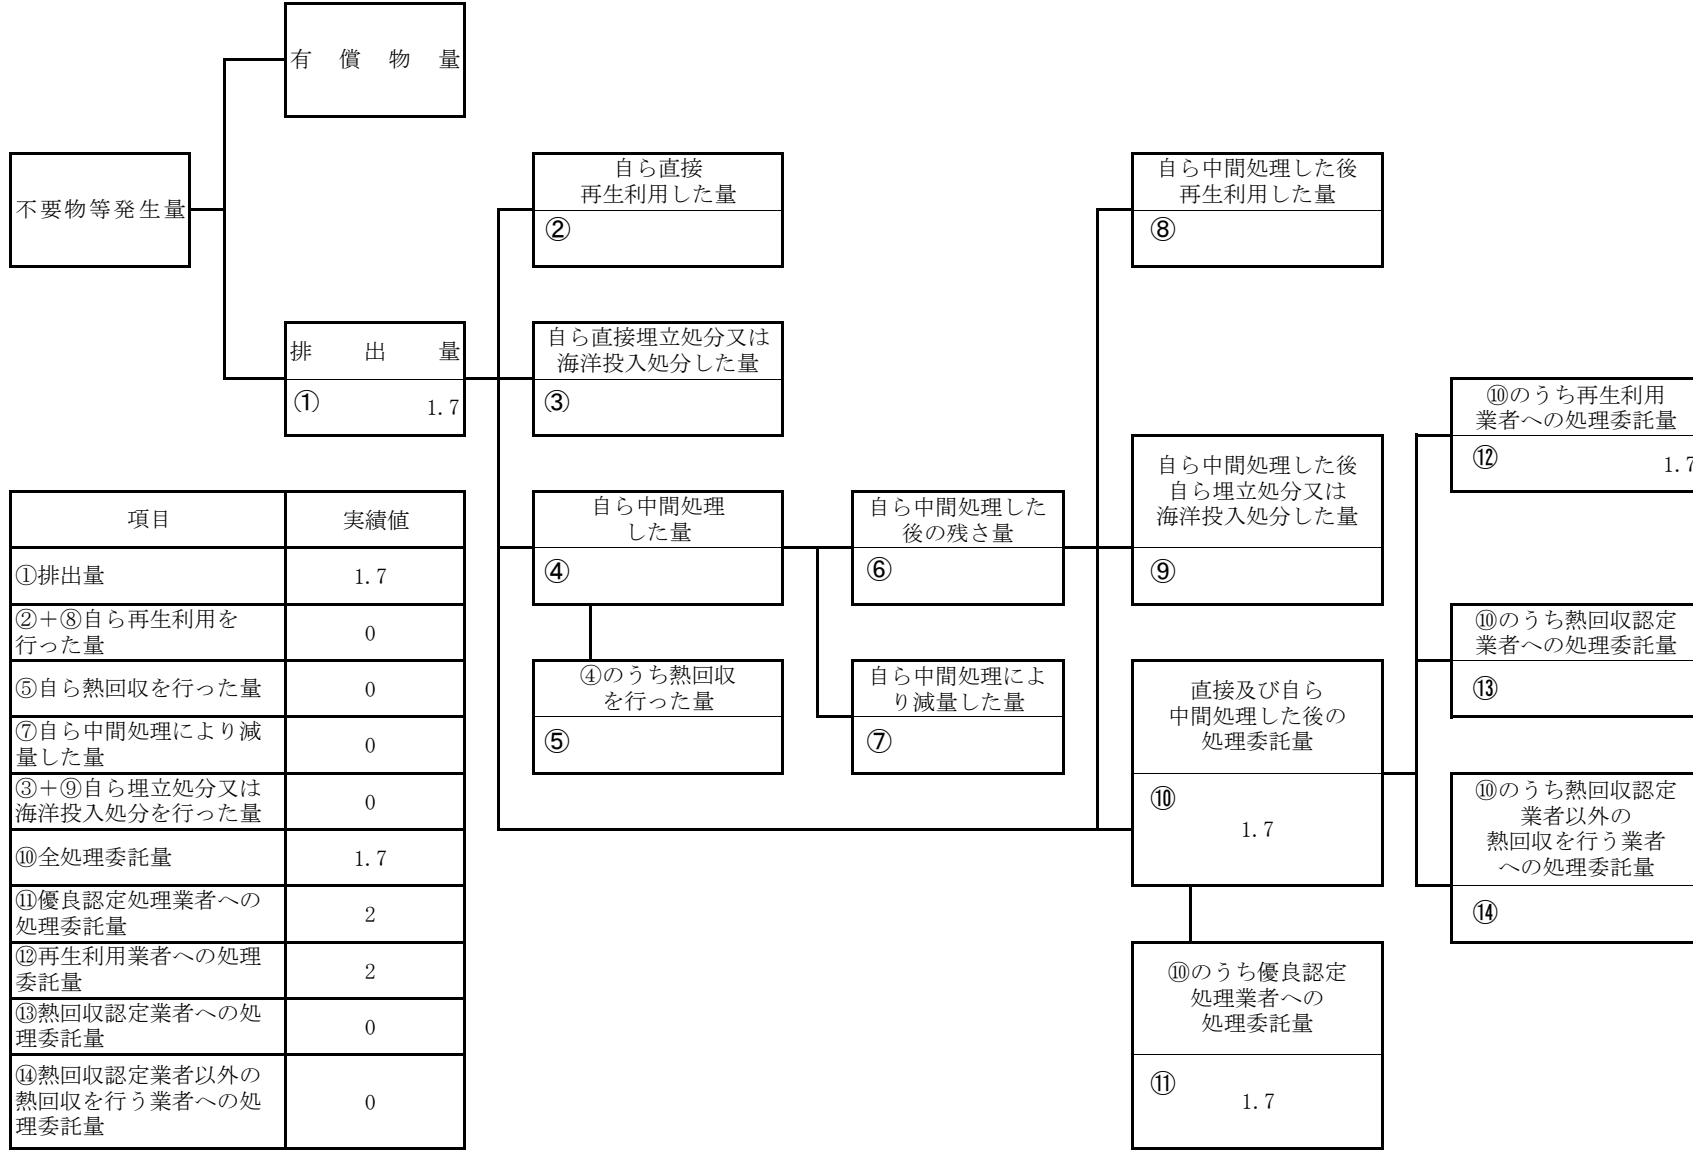 有償物量
不要物等発生量
排出量
① 1.7
自ら直接
再生利用した量
②
自ら直接埋立処分又は
海洋投入処分した量
③
自ら中間処理
した量
④
④のうち熱回収
を行った量
⑤
自ら中間処理した
後の残さ量
⑥
自ら中間処理によ
り減量した量
⑦
自ら中間処理した後
再生利用した量
⑧
自ら中間処理した後
自ら埋立処分又は
海洋投入処分した量
⑨
直接及び自ら
中間処理した後の
処理委託量
⑩
1.7
⑩のうち優良認定
処理業者への
処理委託量
⑪
1.7
⑩のうち再生利用
業者への処理委託量
⑫ 1.7
⑩のうち熱回収認定
業者への処理委託量
⑬
⑩のうち熱回収認定
業者以外の
熱回収を行う業者
への処理委託量
⑭
項目 実績値
①排出量 1.7
②＋⑧自ら再生利用を
行った量 0
⑤自ら熱回収を行った量 0
⑦自ら中間処理により減
量した量 0
③＋⑨自ら埋立処分又は
海洋投入処分を行った量 0
⑩全処理委託量 1.7
⑪優良認定処理業者への
処理委託量 2
⑫再生利用業者への処理
委託量 2
⑬熱回収認定業者への処
理委託量 0
⑭熱回収認定業者以外の
熱回収を行う業者への処
理委託量 0